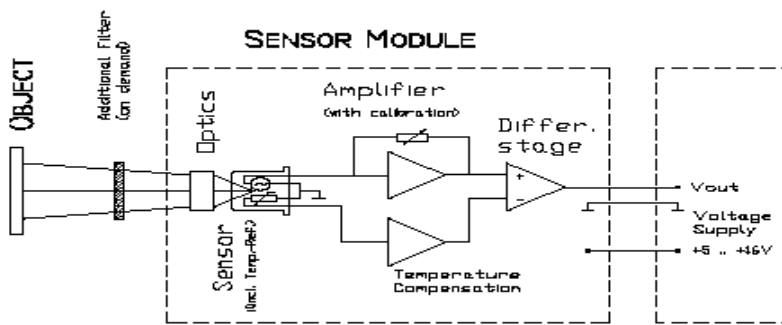 SENSOR MODULE
OBJECT
Additional Filter
(on demand)
Optics
Amplifier
(with calibration)
Differ.
stage
+
-
Vout
Voltage
Supply
+5 .. +16V
Sensor
(incl. Temp.-Ref.)
Temperature
Compensation